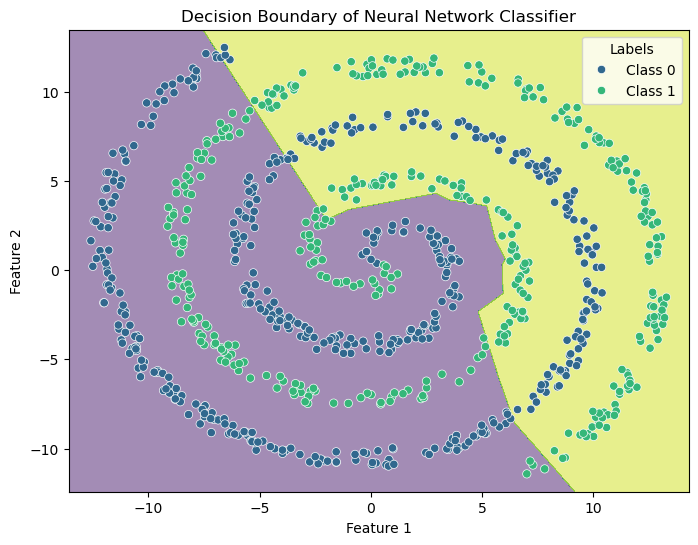 Decision Boundary of Neural Network Classifier
Labels
Class 0
Class 1
10
5
0
−5
−10
Feature 2
−10
−5
0
5
10
Feature 1